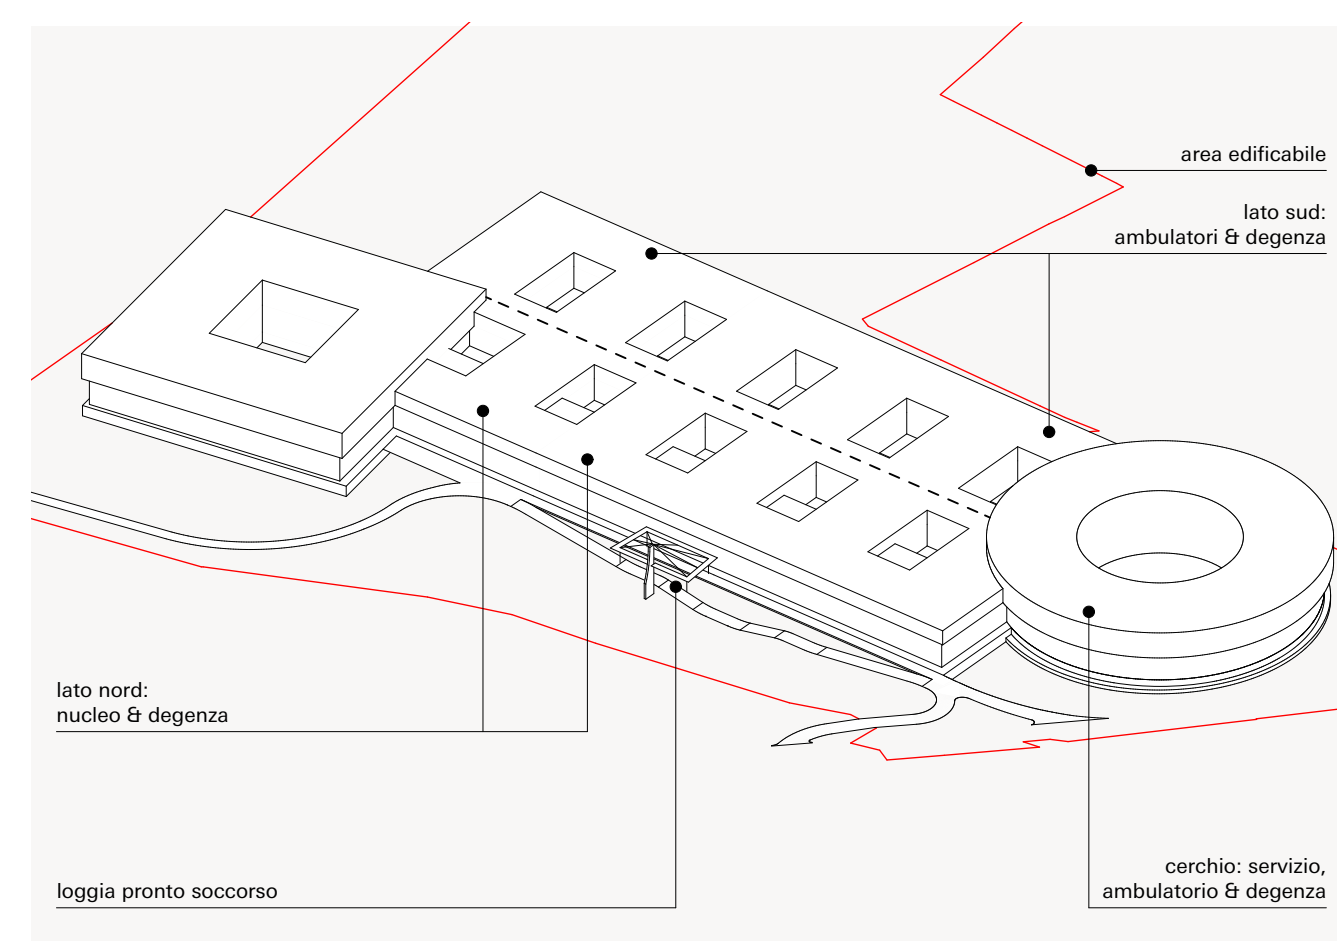 area edificabile
lato sud:
ambulatori & degenza
lato nord:
nucleo & degenza
loggia pronto soccorso
cerchio: servizio,
ambulatorio & degenza